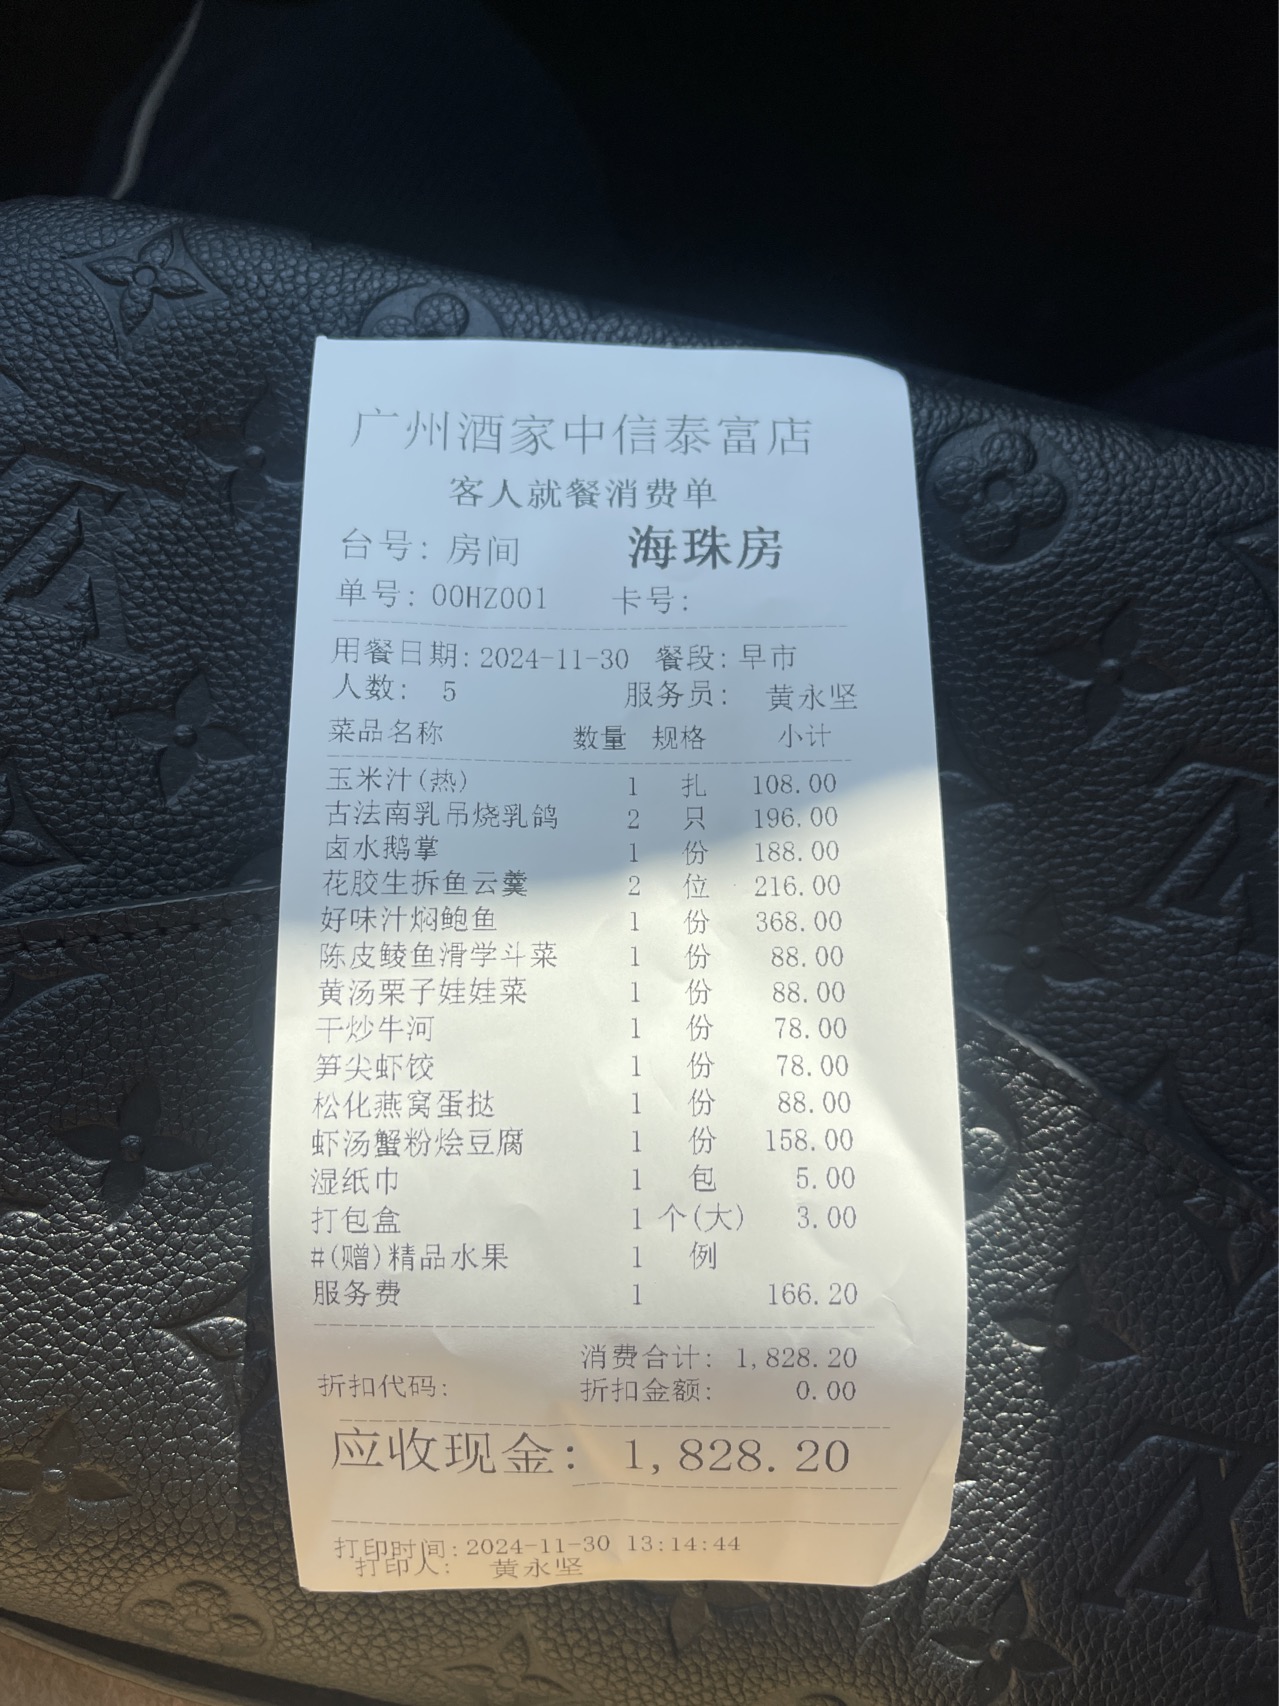 广州酒家中信泰富店
客人就餐消费单
台号: 房间 海珠房
单号: 00HZ001 卡号:
用餐日期: 2024-11-30 餐段: 早市
人数: 5 服务员: 黄永坚
菜品名称 数量 规格 小计
玉米汁(热) 1 扎 108.00
古法南乳吊烧乳鸽 2 只 196.00
卤水鹅掌 1 份 188.00
花胶生拆鱼云羹 2 位 216.00
好味汁焖鲍鱼 1 份 368.00
陈皮鲮鱼滑学斗菜 1 份 88.00
黄汤栗子娃娃菜 1 份 88.00
干炒牛河 1 份 78.00
笋尖虾饺 1 份 78.00
松化燕窝蛋挞 1 份 88.00
虾汤蟹粉烩豆腐 1 份 158.00
湿纸巾 1 包 5.00
打包盒 1 个(大) 3.00
#(赠)精品水果 1 例
服务费 1 166.20
消费合计: 1,828.20
折扣代码: 折扣金额: 0.00
应收现金: 1,828.20
打印时间: 2024-11-30 13:14:44
打印人: 黄永坚